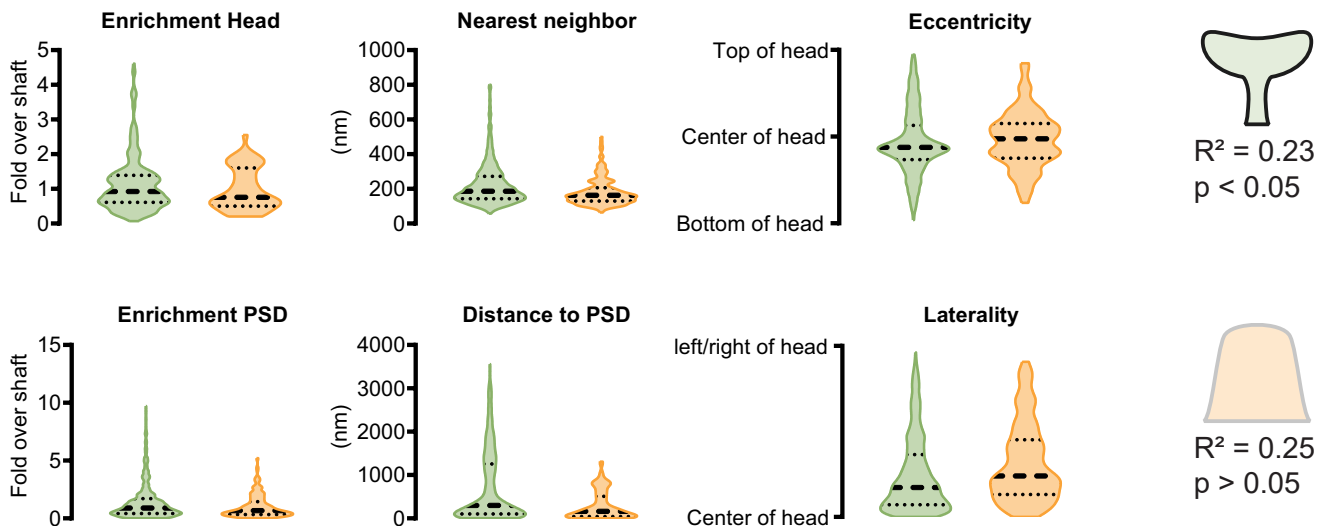 Enrichment Head
Fold over shaft
5
4
3
2
1
0
Nearest neighbor
(nm)
1000
800
600
400
200
0
Eccentricity
Top of head
Center of head
Bottom of head
R² = 0.23
p < 0.05
Enrichment PSD
Fold over shaft
15
10
5
0
Distance to PSD
(nm)
4000
3000
2000
1000
0
Laterality
left/right of head
Center of head
R² = 0.25
p > 0.05